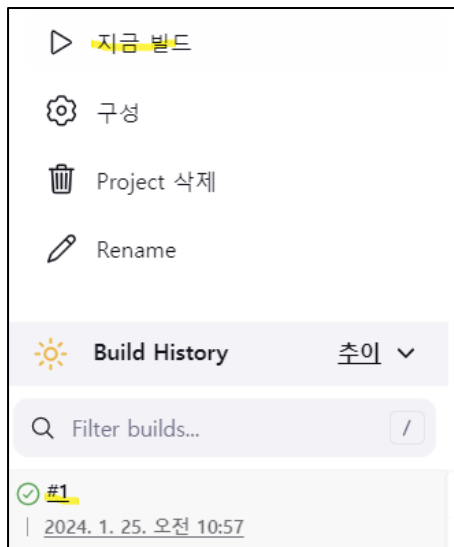 지금 빌드
구성
Project 삭제
Rename
Build History 추이
Filter builds... /
#1
2024. 1. 25. 오전 10:57